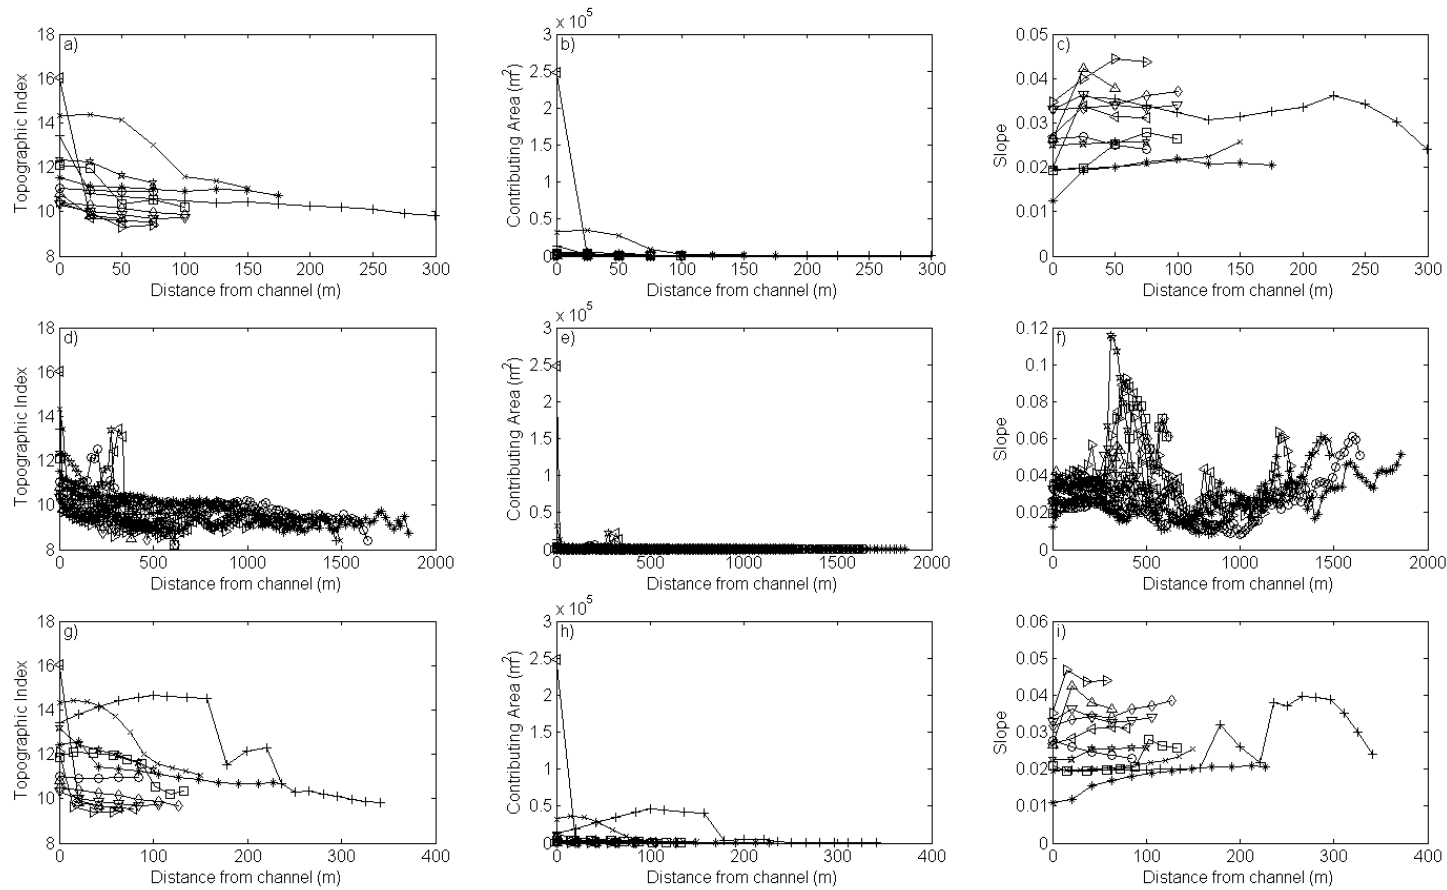 a)
Topographic Index
18
16
14
12
10
8
0 50 100 150 200 250 300
Distance from channel (m)
b)
x 10^5
Contributing Area (m^2)
3
2.5
2
1.5
1
0.5
0
0 50 100 150 200 250 300
Distance from channel (m)
c)
Slope
0.05
0.04
0.03
0.02
0.01
0
0 50 100 150 200 250 300
Distance from channel (m)
d)
Topographic Index
18
16
14
12
10
8
0 500 1000 1500 2000
Distance from channel (m)
e)
x 10^5
Contributing Area (m^2)
3
2.5
2
1.5
1
0.5
0
0 500 1000 1500 2000
Distance from channel (m)
f)
Slope
0.12
0.1
0.08
0.06
0.04
0.02
0
0 500 1000 1500 2000
Distance from channel (m)
g)
Topographic Index
18
16
14
12
10
8
0 100 200 300 400
Distance from channel (m)
h)
x 10^5
Contributing Area (m^2)
3
2.5
2
1.5
1
0.5
0
0 100 200 300 400
Distance from channel (m)
i)
Slope
0.06
0.05
0.04
0.03
0.02
0.01
0
0 100 200 300 400
Distance from channel (m)